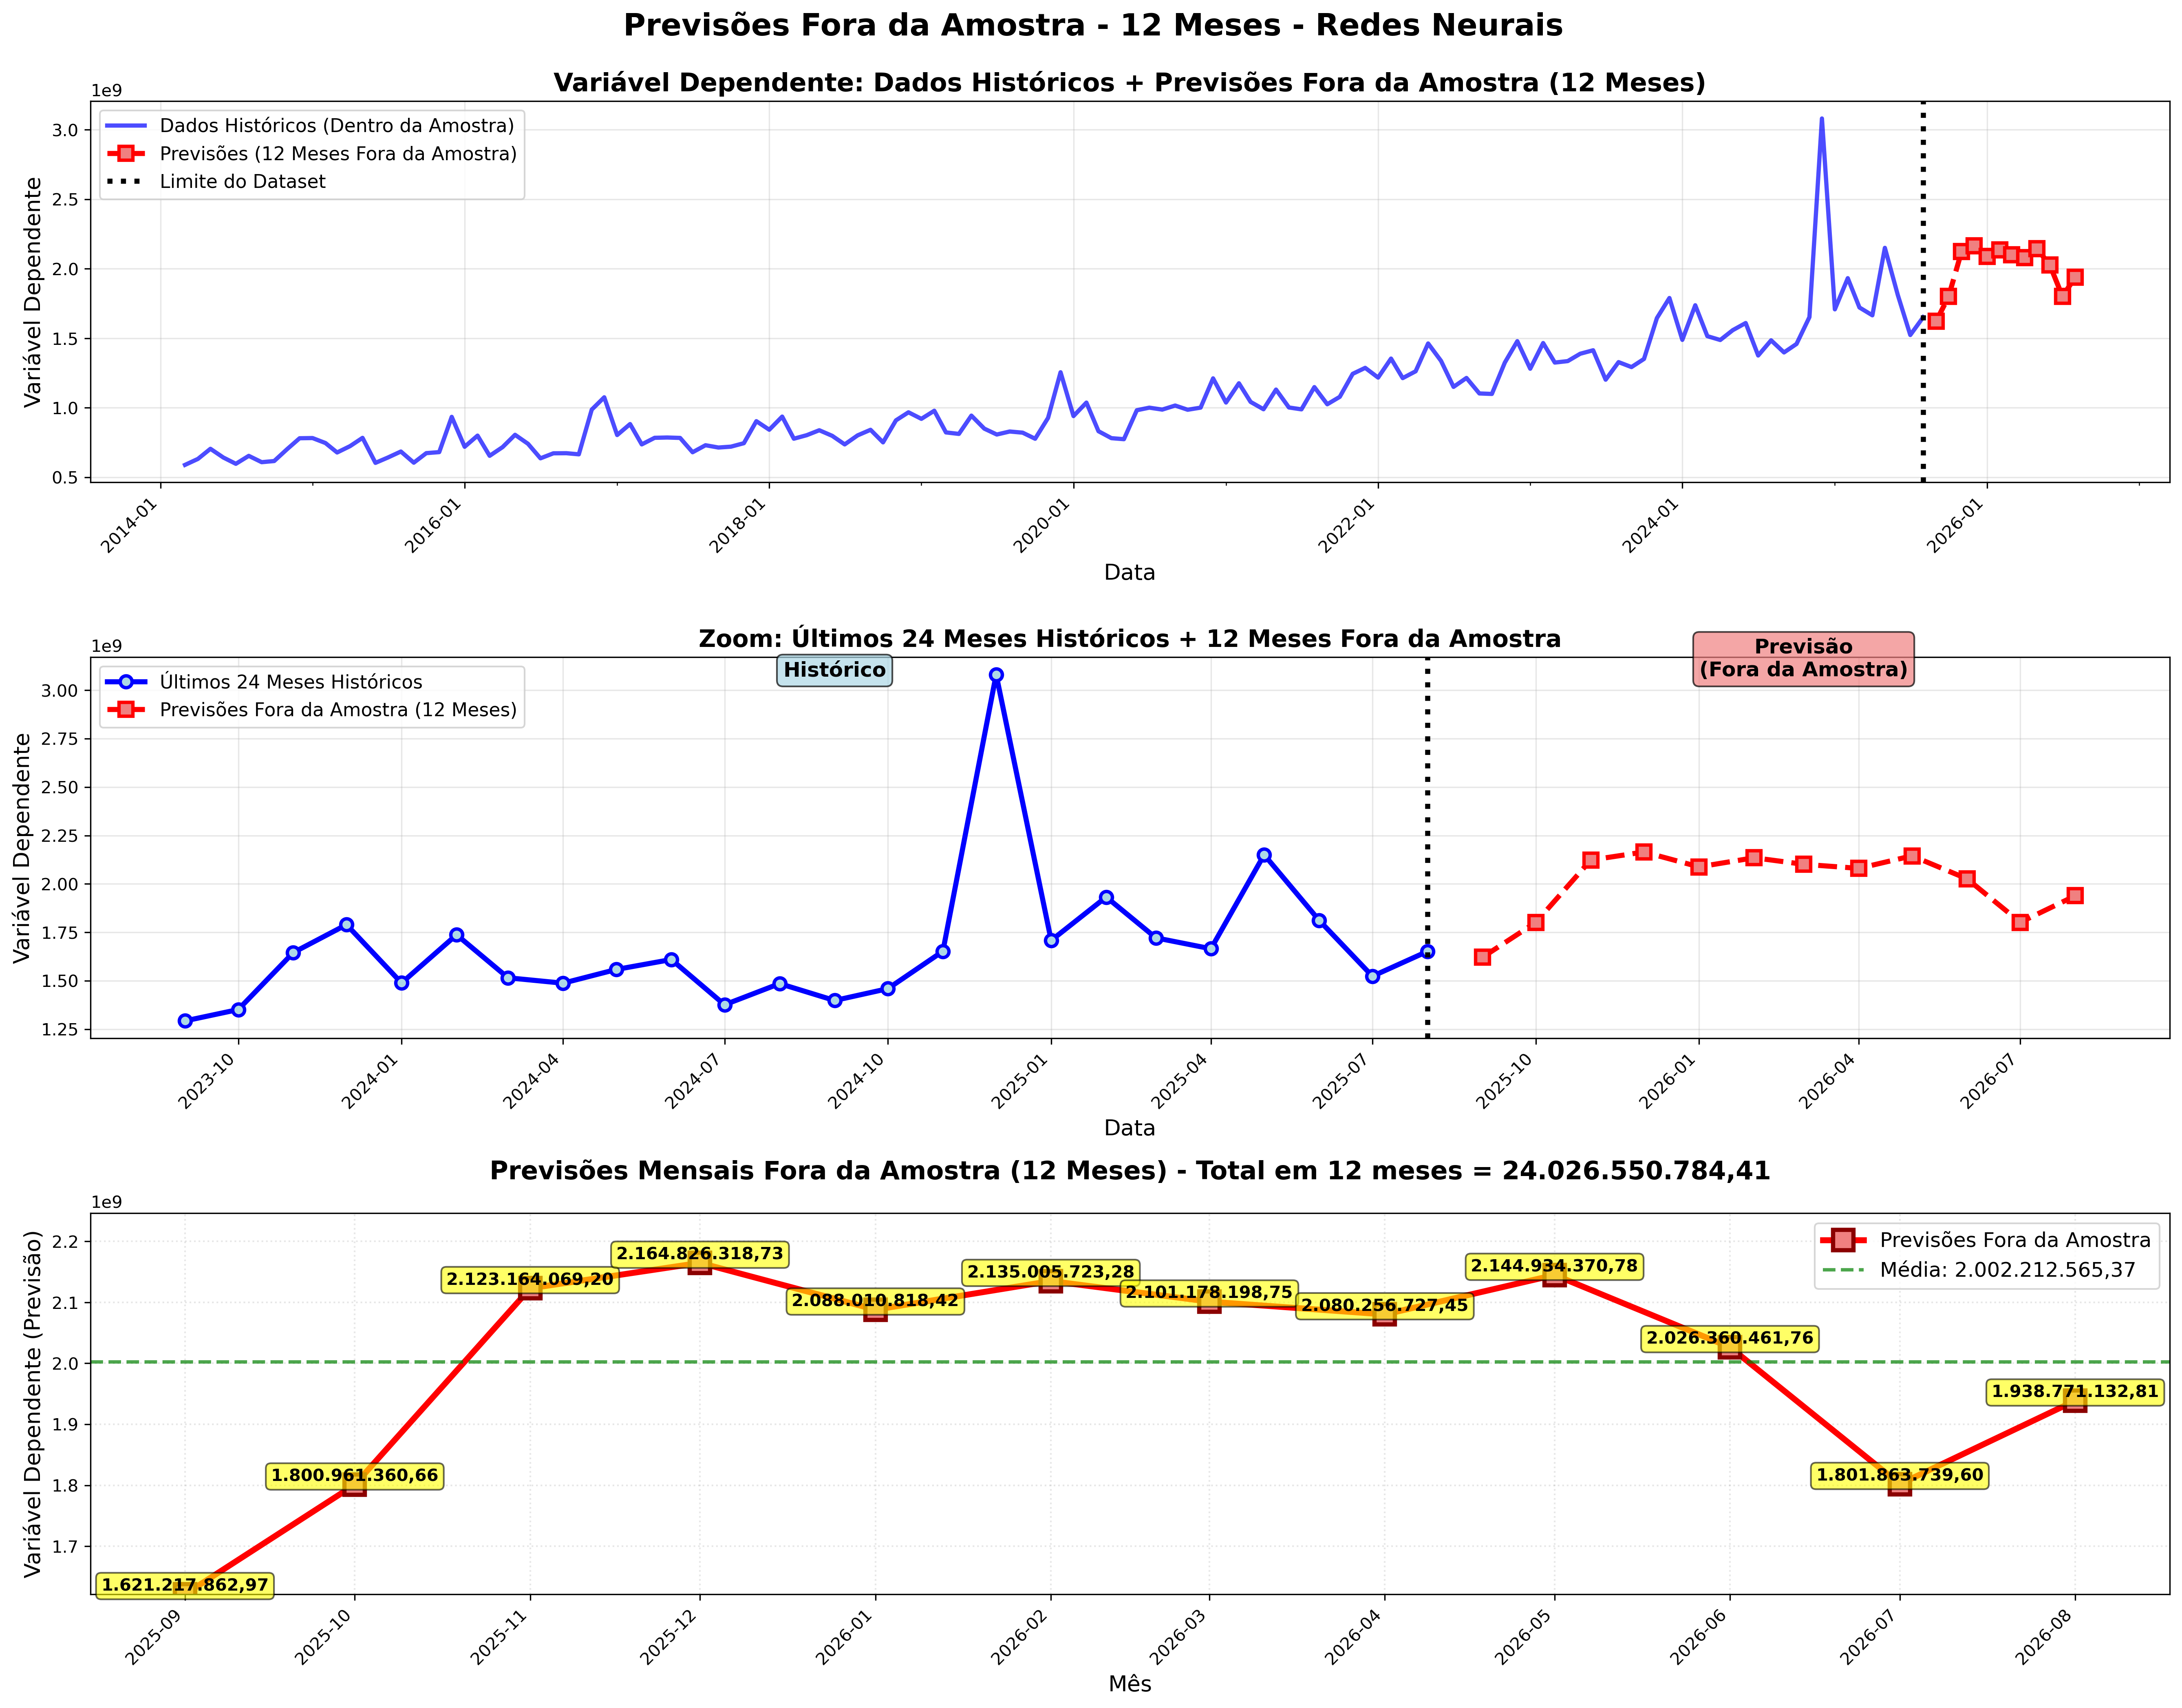 Previsões Fora da Amostra - 12 Meses - Redes Neurais
Variável Dependente: Dados Históricos + Previsões Fora da Amostra (12 Meses)
1e9
Dados Históricos (Dentro da Amostra)
Previsões (12 Meses Fora da Amostra)
Limite do Dataset
Variável Dependente
3.0
2.5
2.0
1.5
1.0
0.5
2014-01
2016-01
2018-01
2020-01
2022-01
2024-01
2026-01
Data
Zoom: Últimos 24 Meses Históricos + 12 Meses Fora da Amostra
1e9
Últimos 24 Meses Históricos
Previsões Fora da Amostra (12 Meses)
Histórico
Previsão
(Fora da Amostra)
Variável Dependente
3.00
2.75
2.50
2.25
2.00
1.75
1.50
1.25
2023-10
2024-01
2024-04
2024-07
2024-10
2025-01
2025-04
2025-07
2025-10
2026-01
2026-04
2026-07
Data
Previsões Mensais Fora da Amostra (12 Meses) - Total em 12 meses = 24.026.550.784,41
1e9
Previsões Fora da Amostra
Média: 2.002.212.565,37
Variável Dependente (Previsão)
2.2
2.1
2.0
1.9
1.8
1.7
1.621.217.862,97
1.800.961.360,66
2.123.164.069,20
2.164.826.318,73
2.088.010.818,42
2.135.005.723,28
2.101.178.198,75
2.080.256.727,45
2.144.934.370,78
2.026.360.461,76
1.801.863.739,60
1.938.771.132,81
2025-09
2025-10
2025-11
2025-12
2026-01
2026-02
2026-03
2026-04
2026-05
2026-06
2026-07
2026-08
Mês